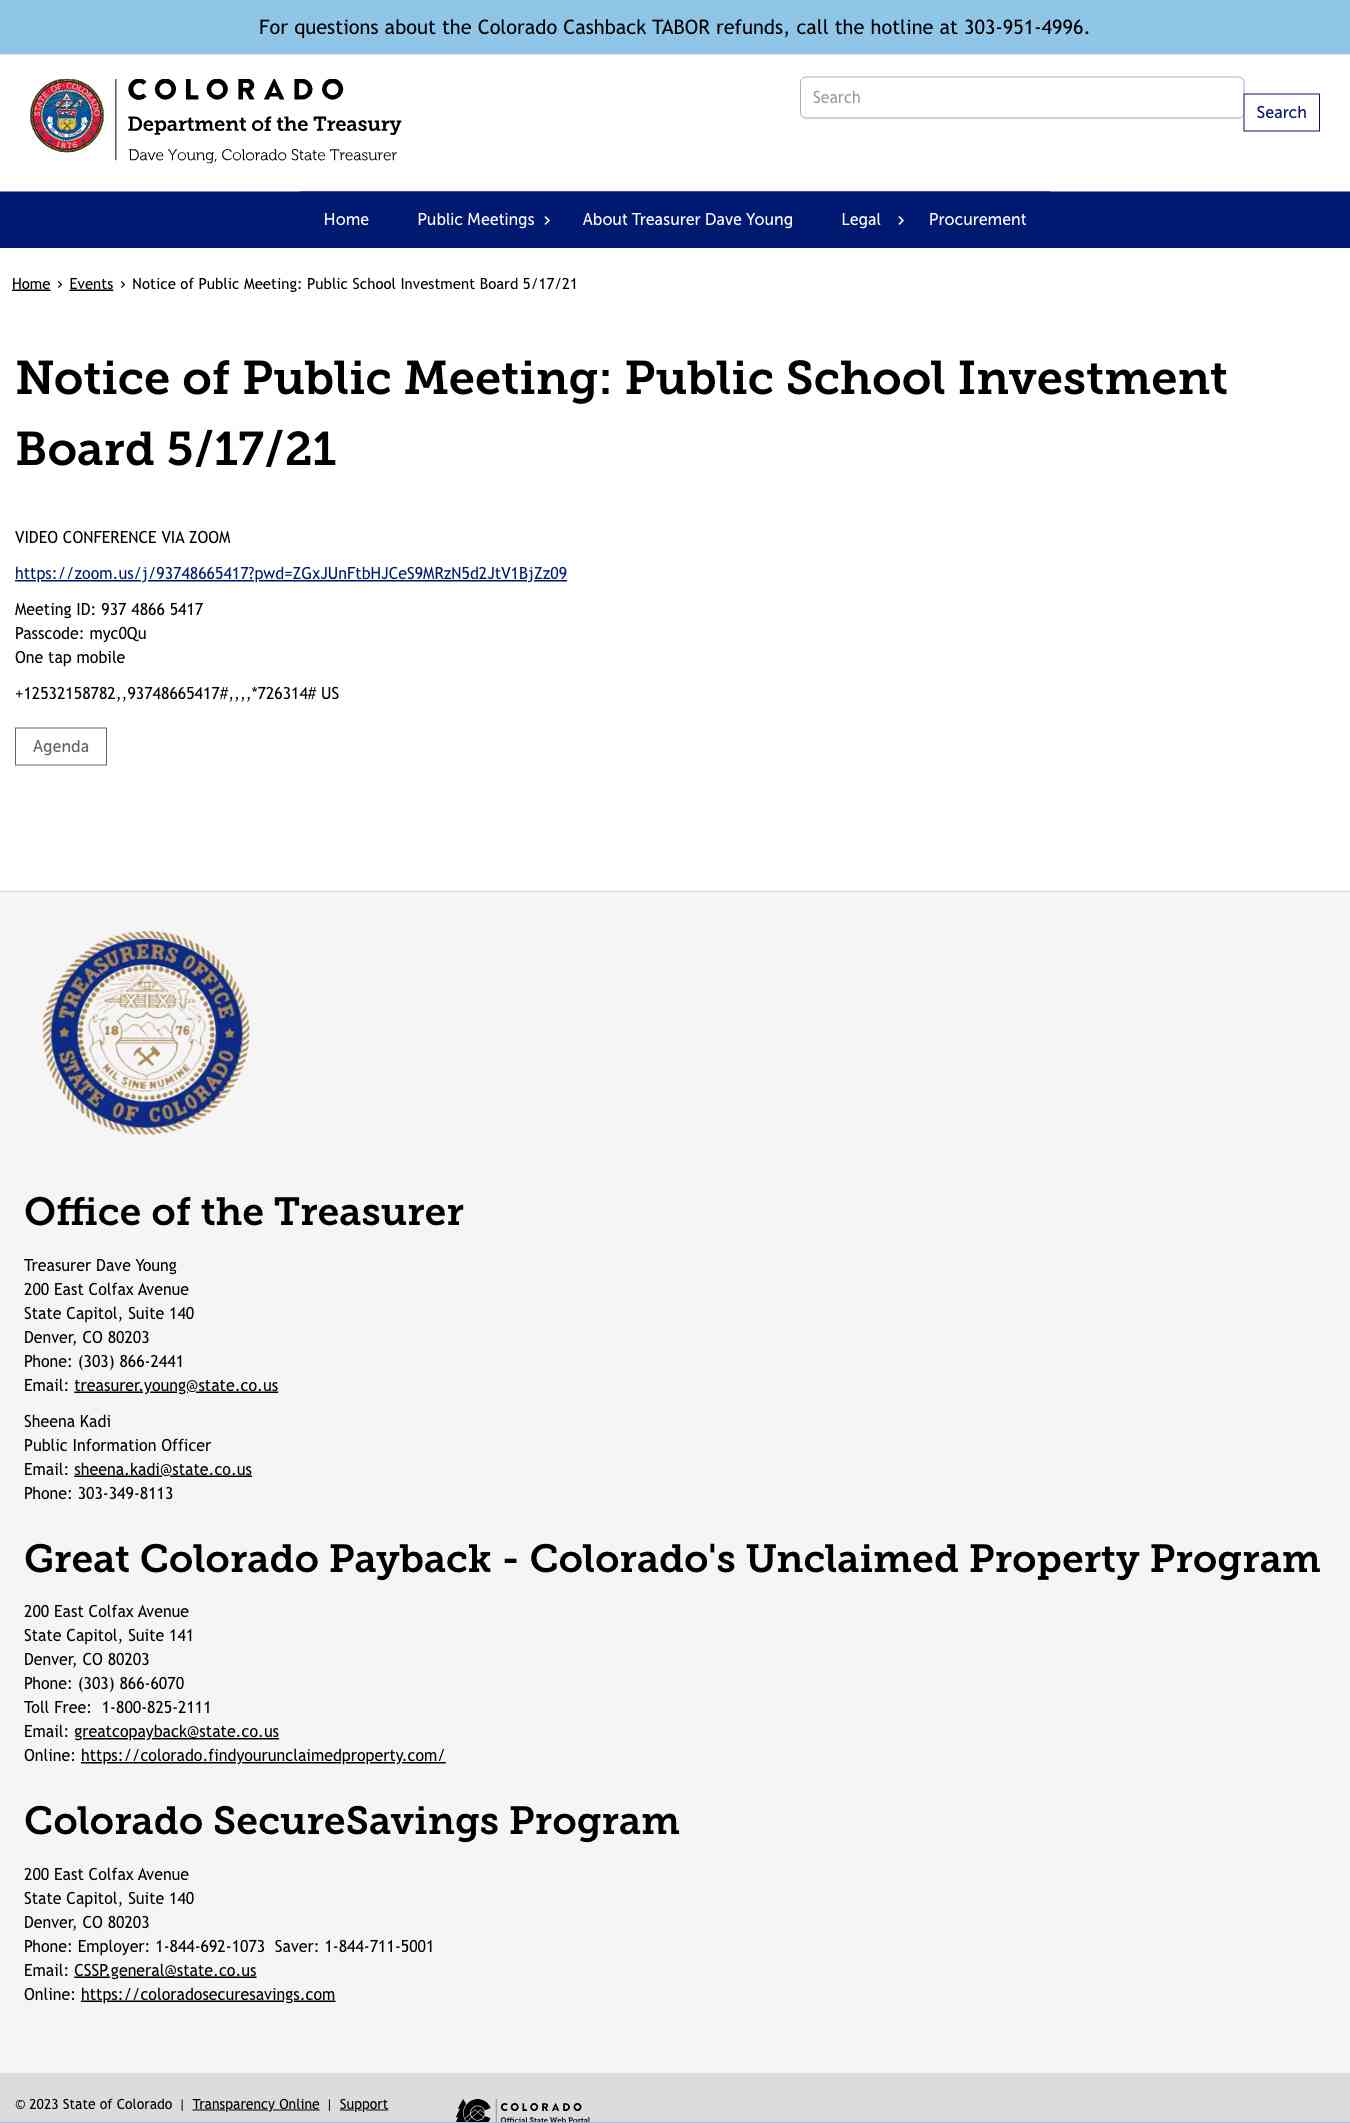 For questions about the Colorado Cashback TABOR refunds, call the hotline at 303-951-4996.
STATE OF COLORADO
1876
COLORADO
Department of the Treasury
Dave Young, Colorado State Treasurer
Search
Search
Home Public Meetings › About Treasurer Dave Young Legal › Procurement
Home › Events › Notice of Public Meeting: Public School Investment Board 5/17/21
Notice of Public Meeting: Public School Investment
Board 5/17/21
VIDEO CONFERENCE VIA ZOOM
https://zoom.us/j/93748665417?pwd=ZGxJUnFtbHJCeS9MRzN5d2JtV1BjZz09
Meeting ID: 937 4866 5417
Passcode: myc0Qu
One tap mobile
+12532158782,,93748665417#,,,,*726314# US
Agenda
TREASURERS OFFICE
18 76
NIL SINE NUMINE
STATE OF COLORADO
Office of the Treasurer
Treasurer Dave Young
200 East Colfax Avenue
State Capitol, Suite 140
Denver, CO 80203
Phone: (303) 866-2441
Email: treasurer.young@state.co.us
Sheena Kadi
Public Information Officer
Email: sheena.kadi@state.co.us
Phone: 303-349-8113
Great Colorado Payback - Colorado's Unclaimed Property Program
200 East Colfax Avenue
State Capitol, Suite 141
Denver, CO 80203
Phone: (303) 866-6070
Toll Free:  1-800-825-2111
Email: greatcopayback@state.co.us
Online: https://colorado.findyourunclaimedproperty.com/
Colorado SecureSavings Program
200 East Colfax Avenue
State Capitol, Suite 140
Denver, CO 80203
Phone: Employer: 1-844-692-1073  Saver: 1-844-711-5001
Email: CSSP.general@state.co.us
Online: https://coloradosecuresavings.com
© 2023 State of Colorado | Transparency Online | Support
COLORADO
Official State Web Portal